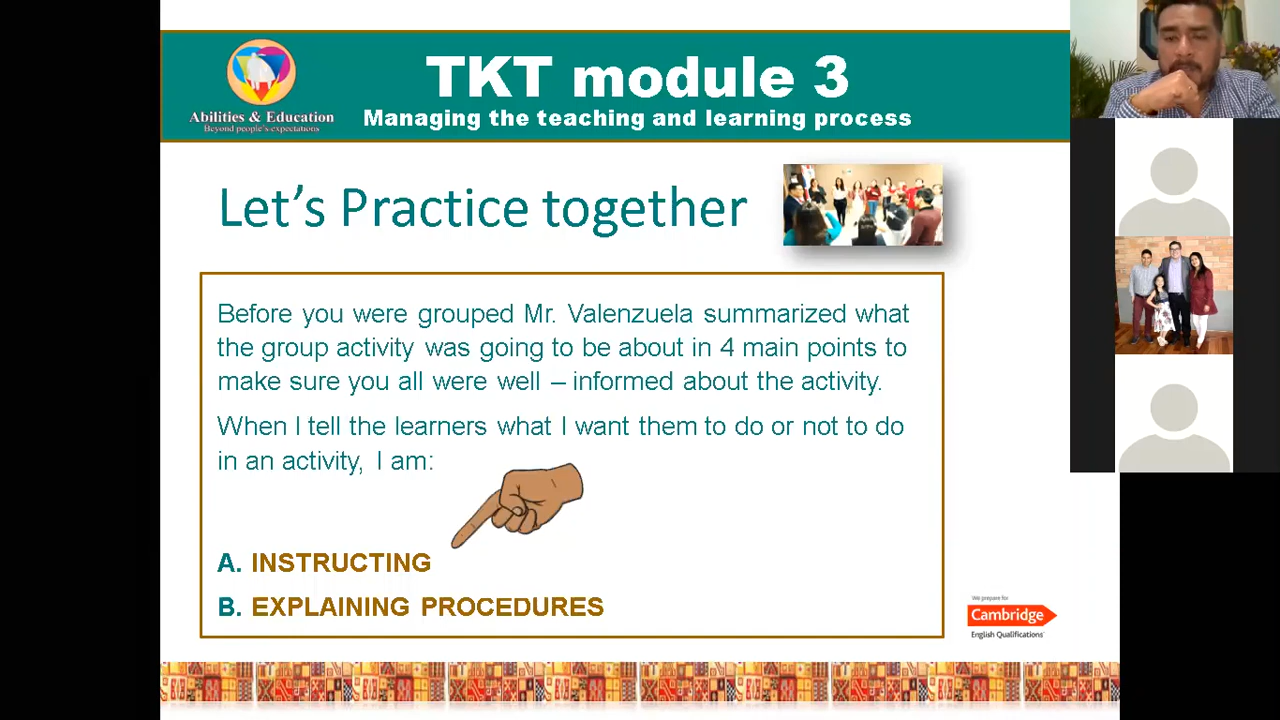 TKT module 3
Abilities & Education
Beyond people's expectations
Managing the teaching and learning process
Let's Practice together
Before you were grouped Mr. Valenzuela summarized what
the group activity was going to be about in 4 main points to
make sure you all were well – informed about the activity.
When I tell the learners what I want them to do or not to do
in an activity, I am:
A. INSTRUCTING
B. EXPLAINING PROCEDURES
We prepare for
Cambridge
English Qualifications